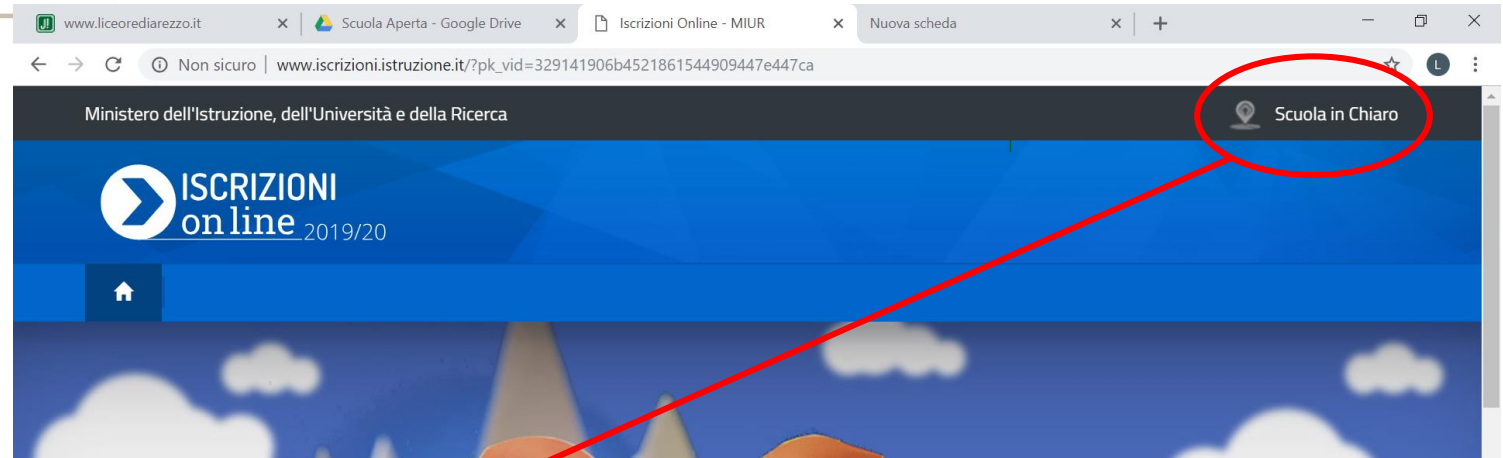 www.liceorediarezzo.it Scuola Aperta - Google Drive Iscrizioni Online - MIUR Nuova scheda
Non sicuro | www.iscrizioni.istruzione.it/?pk_vid=329141906b4521861544909447e447ca L
Ministero dell'Istruzione, dell'Università e della Ricerca Scuola in Chiaro
ISCRIZIONI
on line 2019/20